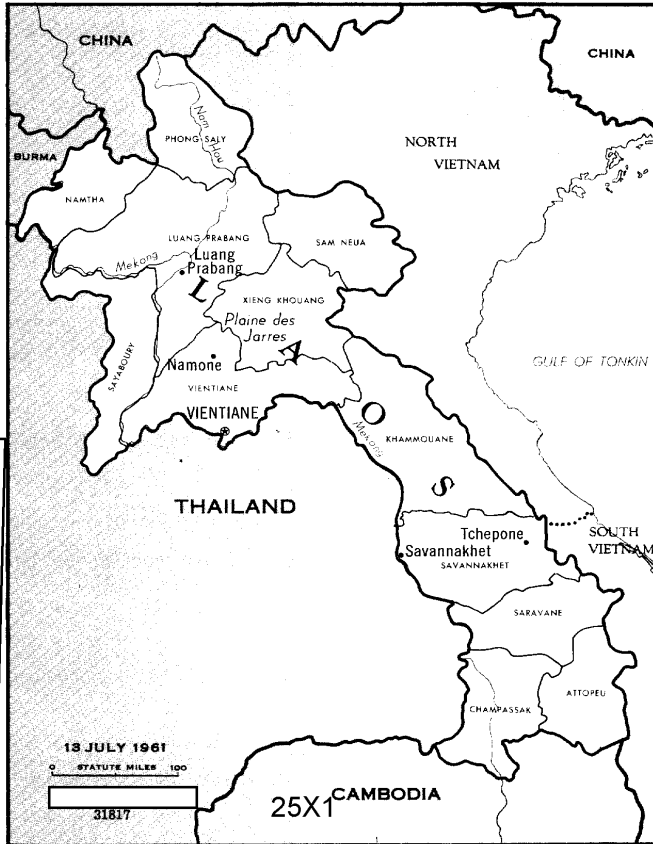 CHINA
CHINA
Nam Hou
PHONG SALY
NORTH
VIETNAM
BURMA
NAMTHA
LUANG PRABANG
SAM NEUA
Mekong
Luang
Prabang
L
XIENG KHOUANG
Plaine des
Jarres
A
GULF OF TONKIN
SAYABOURY
Namone
VIENTIANE
VIENTIANE
O
Mekong
KHAMMOUANE
S
THAILAND
Tchepone
SOUTH
VIETNAM
Savannakhet
SAVANNAKHET
SARAVANE
ATTOPEU
CHAMPASSAK
13 JULY 1961
0 STATUTE MILES 100
31817
25X1
CAMBODIA